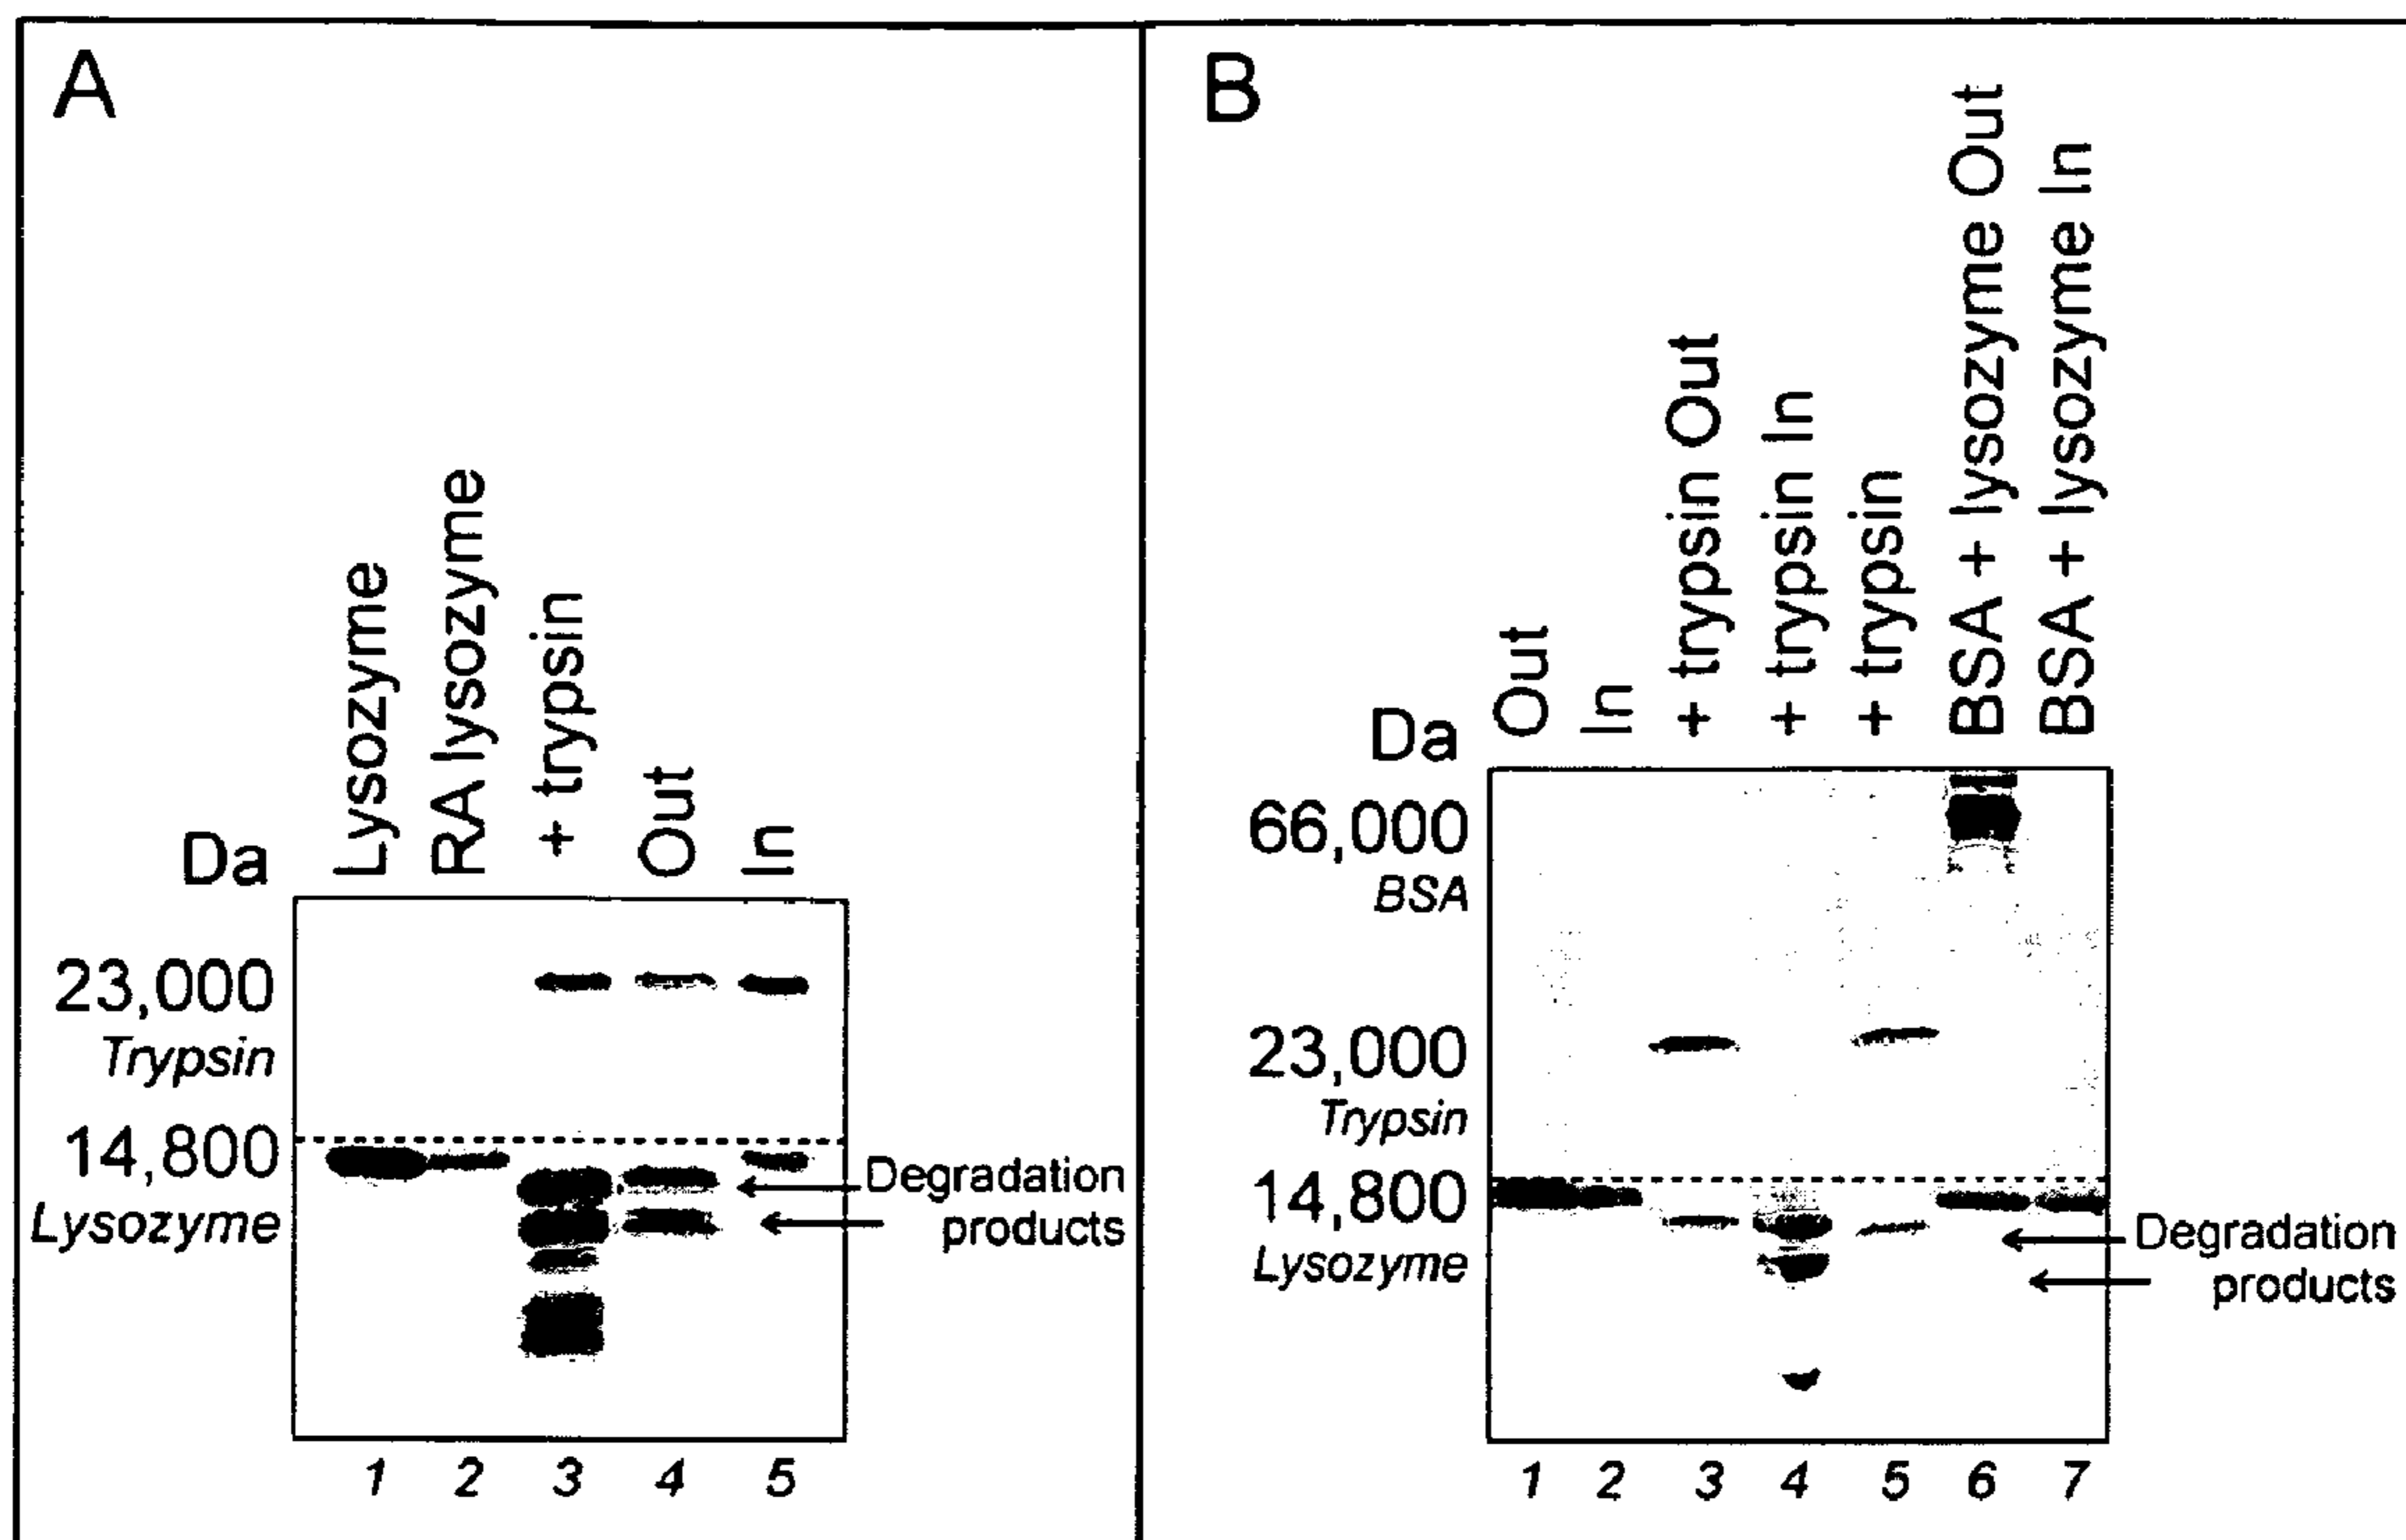 A
Lysozyme
RA lysozyme
+ trypsin
Out
In
Da
23,000
Trypsin
14,800
Lysozyme
Degradation
products
1 2 3 4 5
B
Out
In
+ trypsin Out
+ trypsin In
+ trypsin
BSA + lysozyme Out
BSA + lysozyme In
Da
66,000
BSA
23,000
Trypsin
14,800
Lysozyme
Degradation
products
1 2 3 4 5 6 7